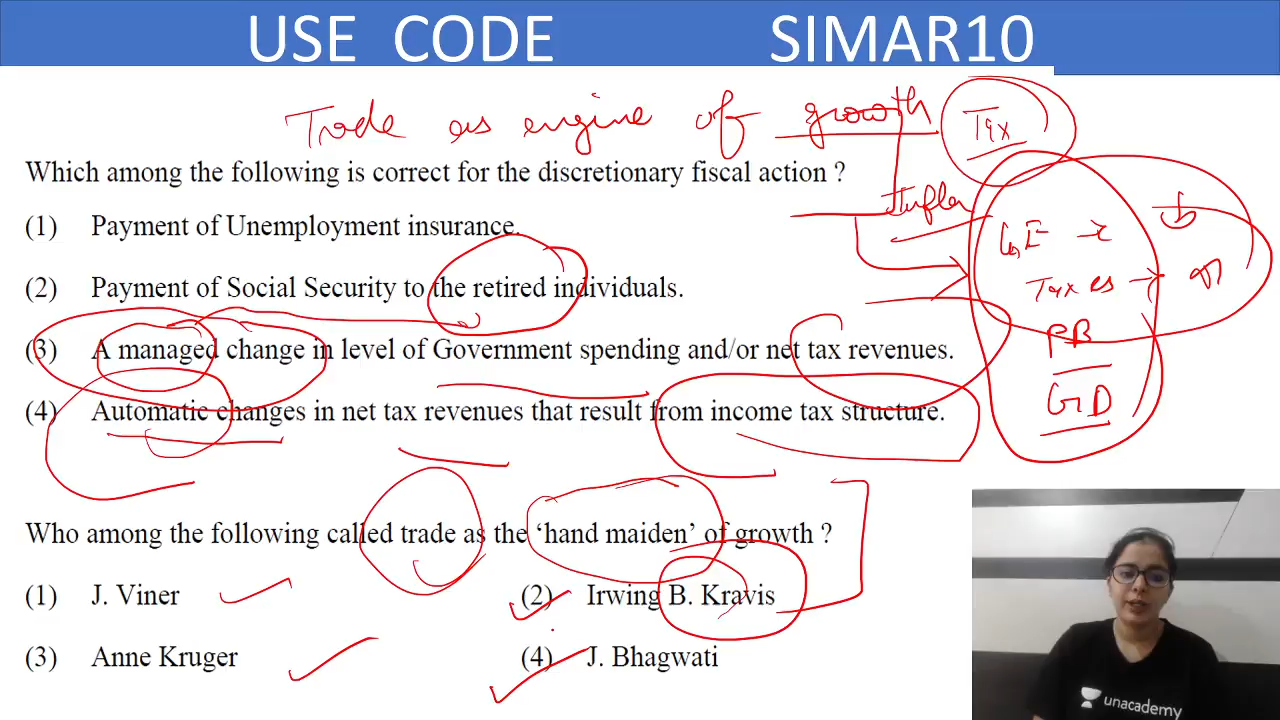 USE CODE SIMAR10
Trade as engine of growth
Tax
Which among the following is correct for the discretionary fiscal action ?
(1) Payment of Unemployment insurance.
(2) Payment of Social Security to the retired individuals.
(3) A managed change in level of Government spending and/or net tax revenues.
(4) Automatic changes in net tax revenues that result from income tax structure.
Taxes
PB
Who among the following called trade as the ‘hand maiden’ of growth ?
(1) J. Viner (2) Irwing B. Kravis
(3) Anne Kruger (4) J. Bhagwati
unacademy